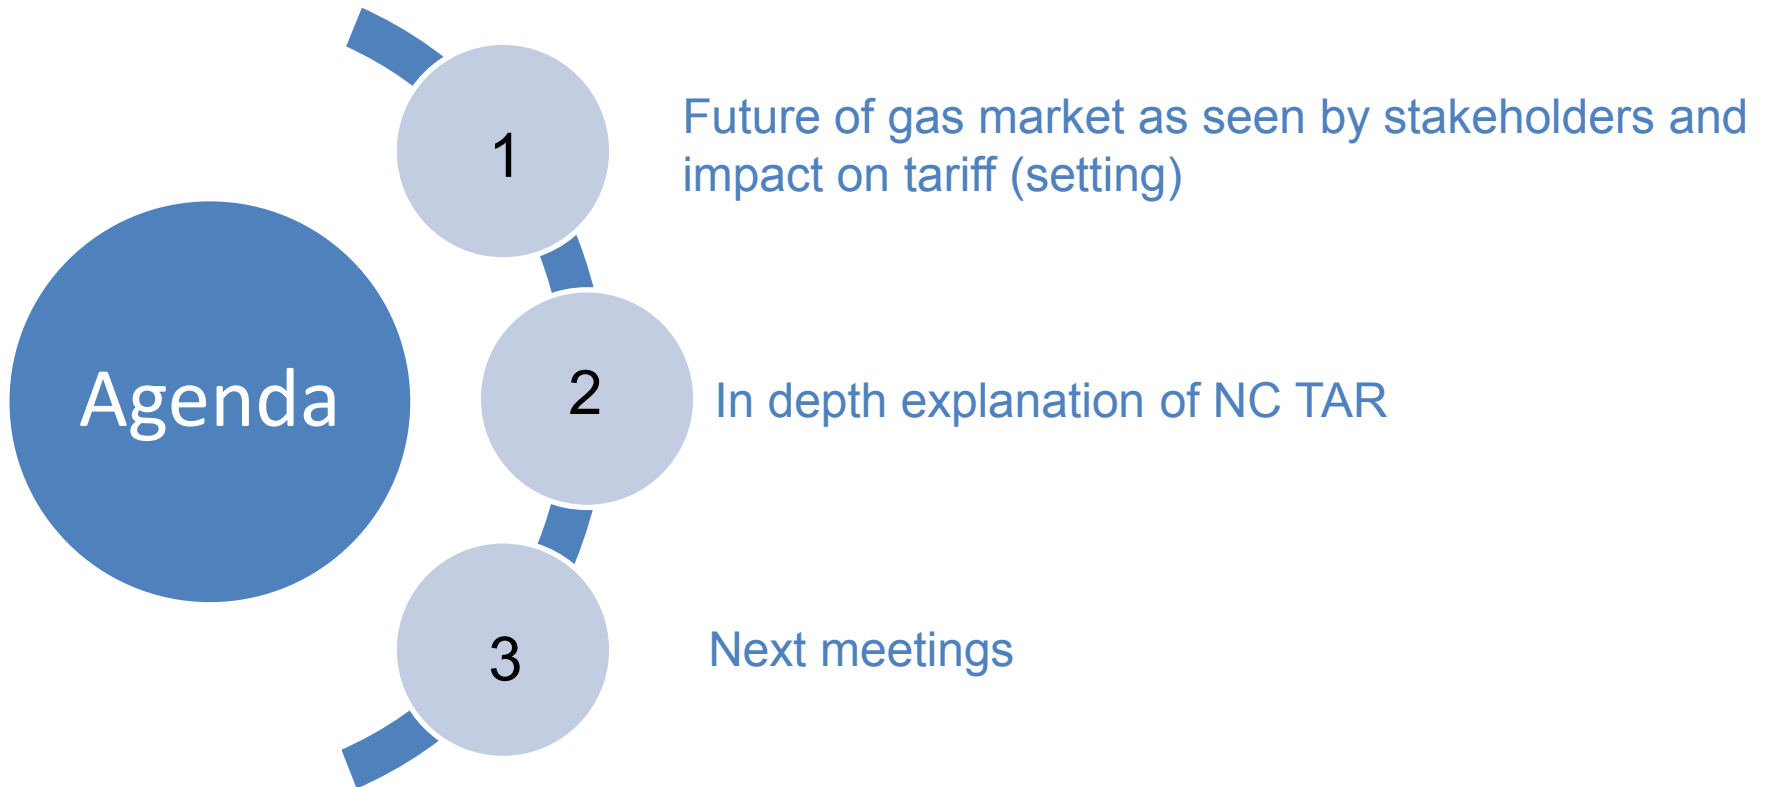 Agenda
1
Future of gas market as seen by stakeholders and
impact on tariff (setting)
2
In depth explanation of NC TAR
3
Next meetings